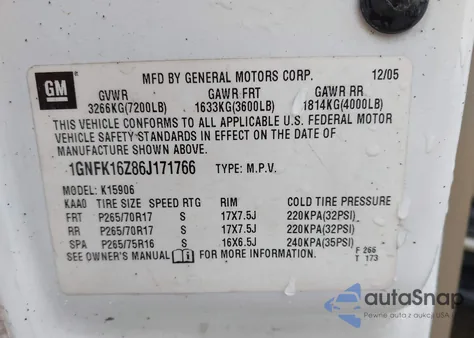 GM
MFD BY GENERAL MOTORS CORP. 12/05
GVWR GAWR FRT GAWR RR
3266KG(7200LB) 1633KG(3600LB) 1814KG(4000LB)
THIS VEHICLE CONFORMS TO ALL APPLICABLE U.S. FEDERAL MOTOR
VEHICLE SAFETY STANDARDS IN EFFECT ON THE DATE OF
MANUFACTURE SHOWN ABOVE.
1GNFK16Z86J171766 TYPE: M.P.V.
MODEL: K15906
KAA0 TIRE SIZE SPEED RTG RIM COLD TIRE PRESSURE
FRT P265/70R17 S 17X7.5J 220KPA(32PSI)
RR P265/70R17 S 17X7.5J 220KPA(32PSI)
SPA P265/75R16 S 16X6.5J 240KPA(35PSI)
SEE OWNER'S MANUAL FOR MORE INFORMATION. F 266
T 173
autoSnap
Pewne auto z aukcji USA